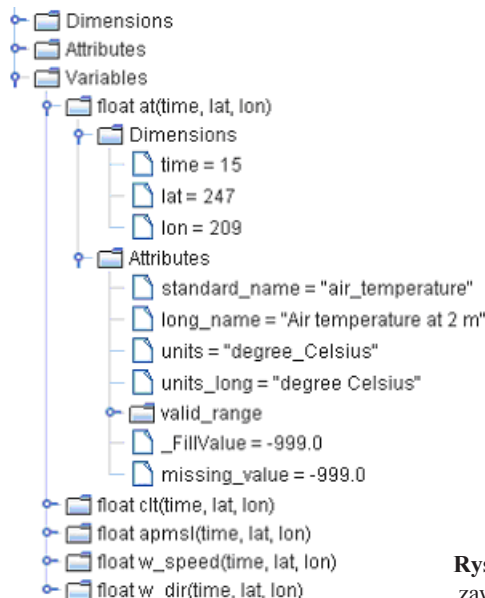 Dimensions
Attributes
Variables
float at(time, lat, lon)
Dimensions
time = 15
lat = 247
lon = 209
Attributes
standard_name = "air_temperature"
long_name = "Air temperature at 2 m"
units = "degree_Celsius"
units_long = "degree Celsius"
valid_range
_FillValue = -999.0
missing_value = -999.0
float clt(time, lat, lon)
float apmsl(time, lat, lon)
float w_speed(time, lat, lon)
float w_dir(time, lat, lon)